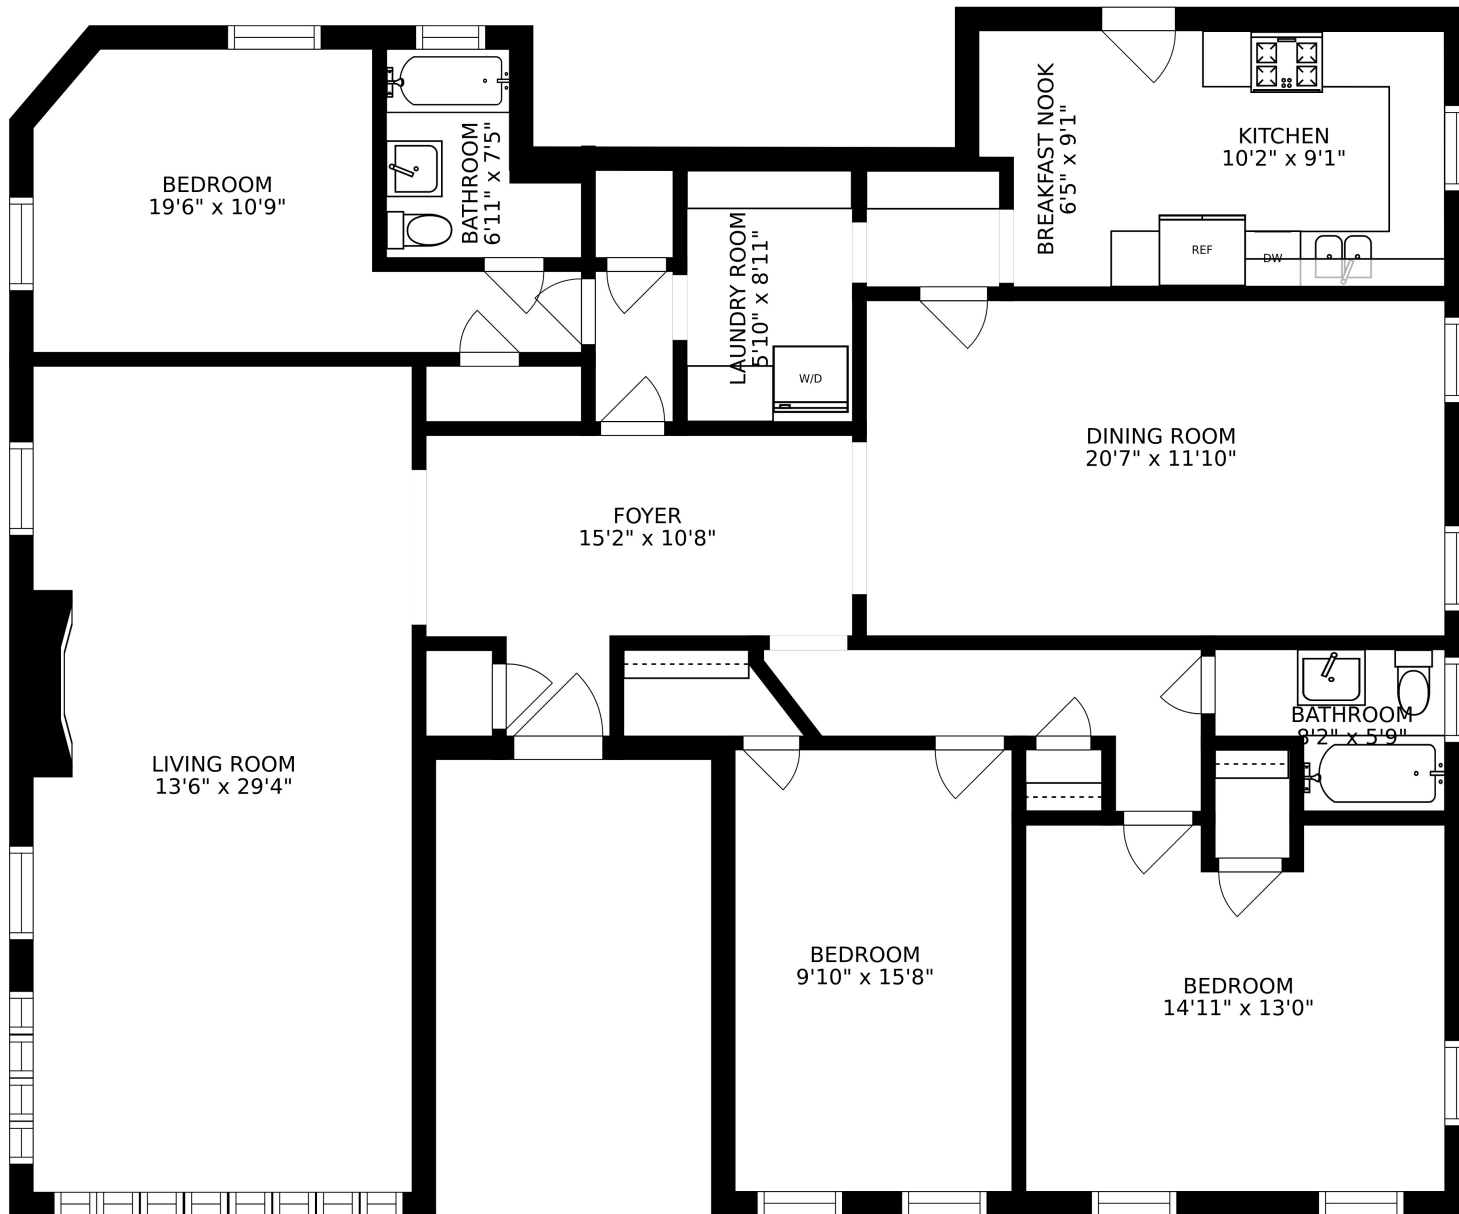 BEDROOM
19'6" x 10'9"
BATHROOM
6'11" x 7'5"
LAUNDRY ROOM
5'10" x 8'11"
W/D
BREAKFAST NOOK
6'5" x 9'1"
KITCHEN
10'2" x 9'1"
REF
DW
DINING ROOM
20'7" x 11'10"
FOYER
15'2" x 10'8"
LIVING ROOM
13'6" x 29'4"
BATHROOM
8'2" x 5'9"
BEDROOM
9'10" x 15'8"
BEDROOM
14'11" x 13'0"